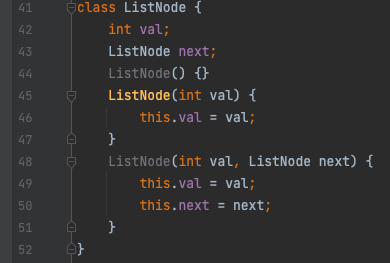 41 class ListNode {
42     int val;
43     ListNode next;
44     ListNode() {}
45     ListNode(int val) {
46         this.val = val;
47     }
48     ListNode(int val, ListNode next) {
49         this.val = val;
50         this.next = next;
51     }
52 }